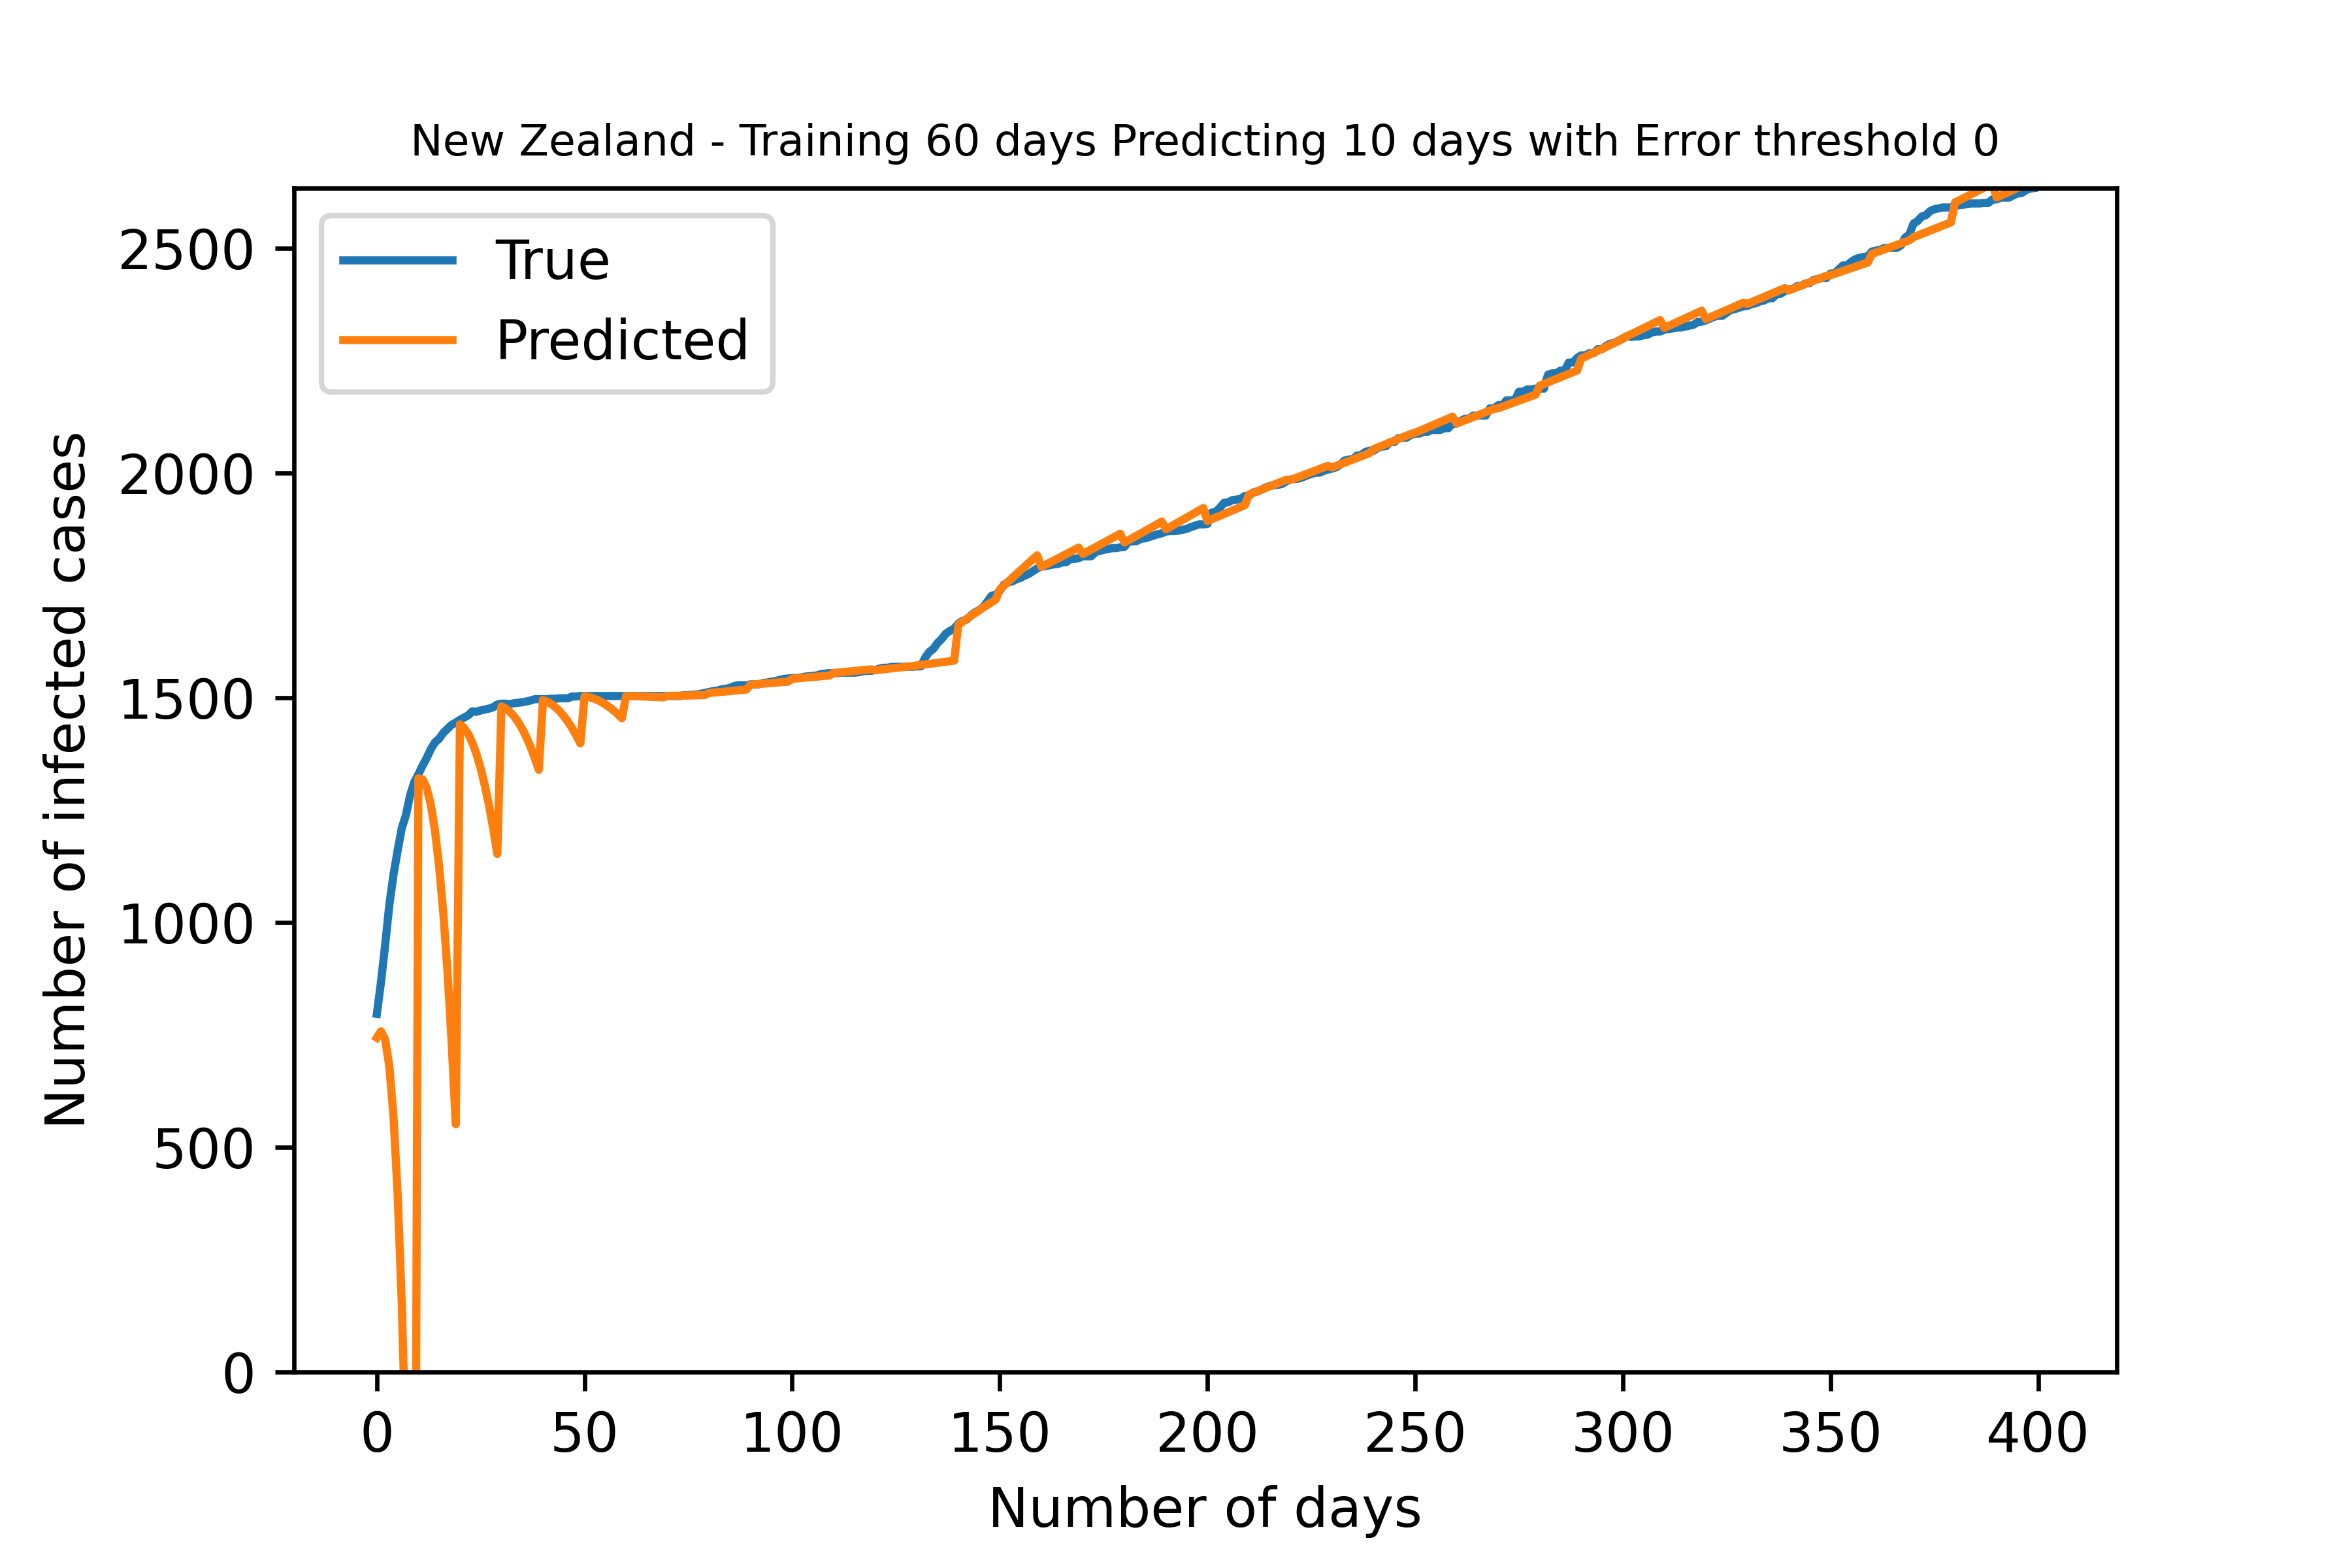 New Zealand - Training 60 days Predicting 10 days with Error threshold 0
True
Predicted
Number of infected cases
2500
2000
1500
1000
500
0
0 50 100 150 200 250 300 350 400
Number of days